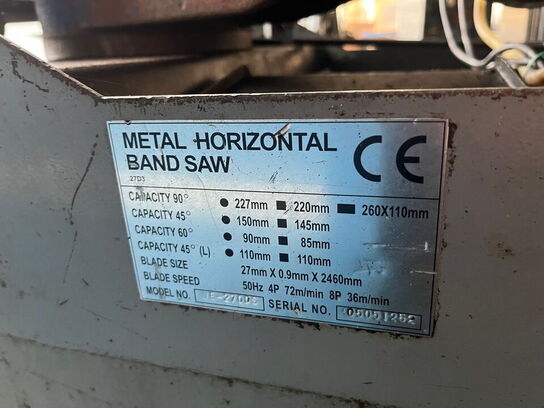 METAL HORIZONTAL
BAND SAW
CE
27D3
CAPACITY 90° ● 227mm ■ 220mm ▬ 260X110mm
CAPACITY 45° ● 150mm ■ 145mm
CAPACITY 60° ● 90mm ■ 85mm
CAPACITY 45° (L) ● 110mm ■ 110mm
BLADE SIZE 27mm X 0.9mm X 2460mm
BLADE SPEED 50Hz 4P 72m/min 8P 36m/min
MODEL NO. SERIAL NO. 05051252